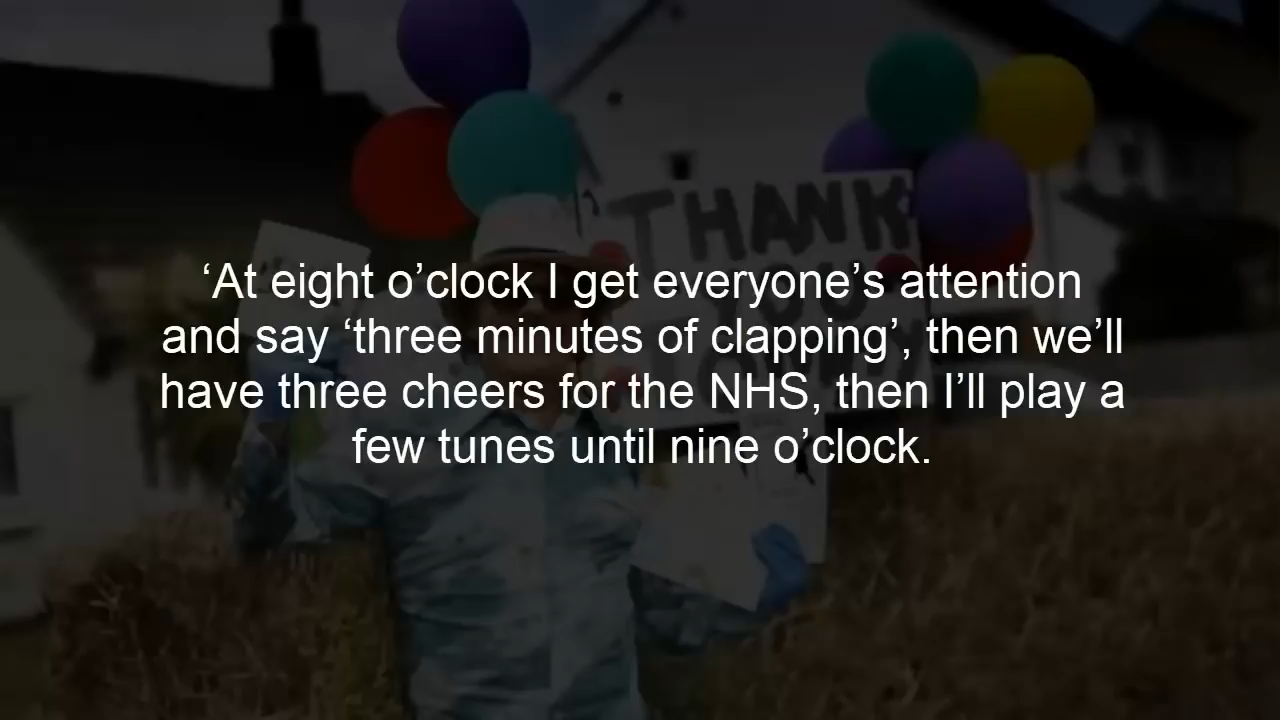 THANK
YOU
‘At eight o’clock I get everyone’s attention
and say ‘three minutes of clapping’, then we’ll
have three cheers for the NHS, then I’ll play a
few tunes until nine o’clock.